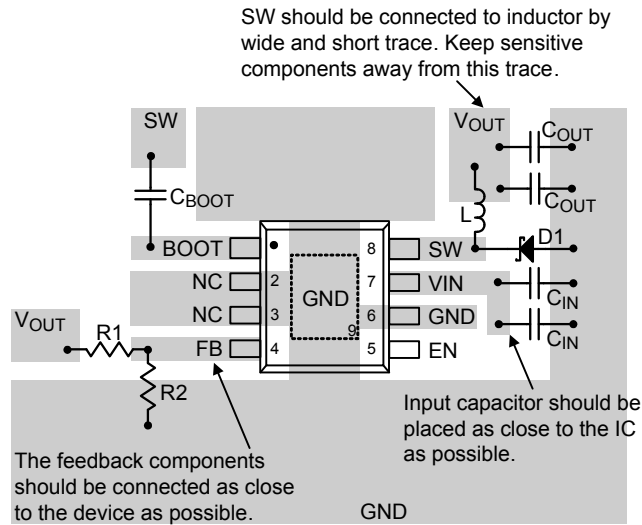 SW should be connected to inductor by
wide and short trace. Keep sensitive
components away from this trace.
SW
VOUT
COUT
CBOOT
COUT
L
D1
BOOT
8
SW
NC
2
7
VIN
CIN
GND
NC
3
6
GND
9
CIN
VOUT
R1
FB
4
5
EN
R2
Input capacitor should be
placed as close to the IC
as possible.
The feedback components
should be connected as close
to the device as possible.
GND